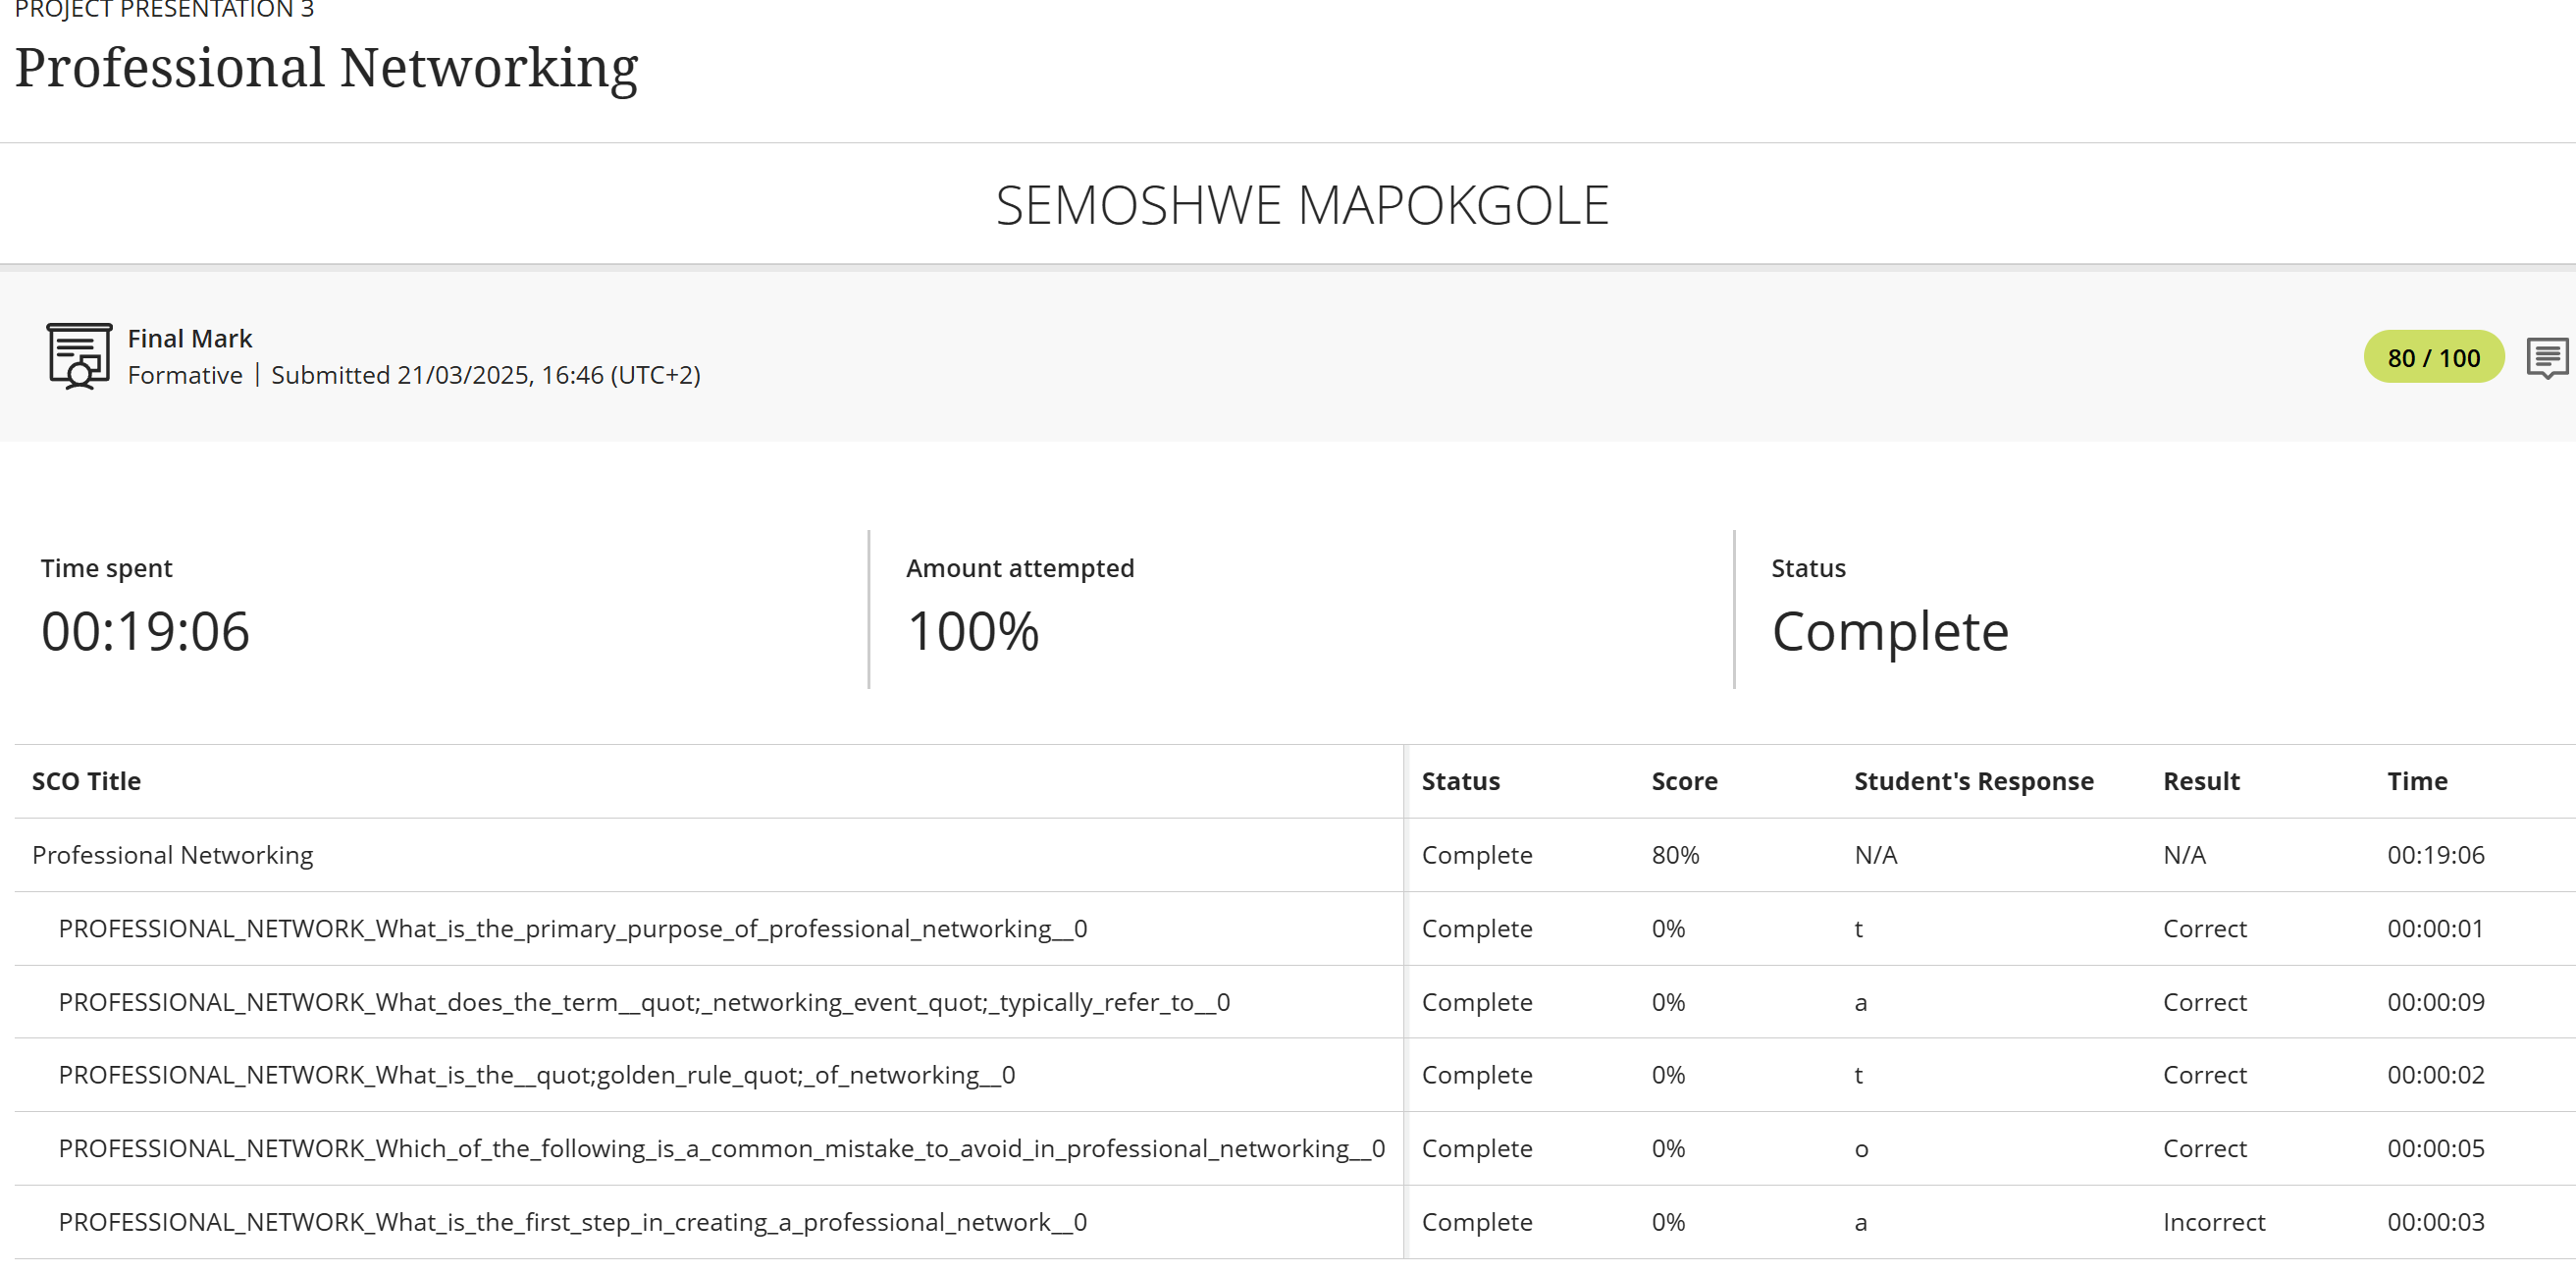 PROJECT PRESENTATION 3
Professional Networking
SEMOSHWE MAPOKGOLE
Final Mark
Formative | Submitted 21/03/2025, 16:46 (UTC+2)
80 / 100
Time spent
00:19:06
Amount attempted
100%
Status
Complete
SCO Title Status Score Student's Response Result Time
Professional Networking Complete 80% N/A N/A 00:19:06
PROFESSIONAL_NETWORK_What_is_the_primary_purpose_of_professional_networking__0 Complete 0% t Correct 00:00:01
PROFESSIONAL_NETWORK_What_does_the_term__quot;_networking_event_quot;_typically_refer_to__0 Complete 0% a Correct 00:00:09
PROFESSIONAL_NETWORK_What_is_the__quot;golden_rule_quot;_of_networking__0 Complete 0% t Correct 00:00:02
PROFESSIONAL_NETWORK_Which_of_the_following_is_a_common_mistake_to_avoid_in_professional_networking__0 Complete 0% o Correct 00:00:05
PROFESSIONAL_NETWORK_What_is_the_first_step_in_creating_a_professional_network__0 Complete 0% a Incorrect 00:00:03